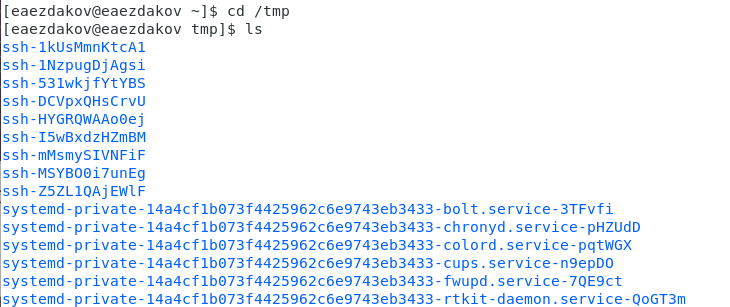 [eaezdakov@eaezdakov ~]$ cd /tmp
[eaezdakov@eaezdakov tmp]$ ls
ssh-1kUsMmnKtcA1
ssh-1NzpugDjAgsi
ssh-531wkjfYtYBS
ssh-DCVpxQHsCrvU
ssh-HYGRQWAAo0ej
ssh-I5wBxdzHZmBM
ssh-mMsmySIVNFiF
ssh-MSYBO0i7unEg
ssh-Z5ZL1QAjEWlF
systemd-private-14a4cf1b073f4425962c6e9743eb3433-bolt.service-3TFvfi
systemd-private-14a4cf1b073f4425962c6e9743eb3433-chronyd.service-pHZUdD
systemd-private-14a4cf1b073f4425962c6e9743eb3433-colord.service-pqtWGX
systemd-private-14a4cf1b073f4425962c6e9743eb3433-cups.service-n9epDO
systemd-private-14a4cf1b073f4425962c6e9743eb3433-fwupd.service-7QE9ct
systemd-private-14a4cf1b073f4425962c6e9743eb3433-rtkit-daemon.service-QoGT3m